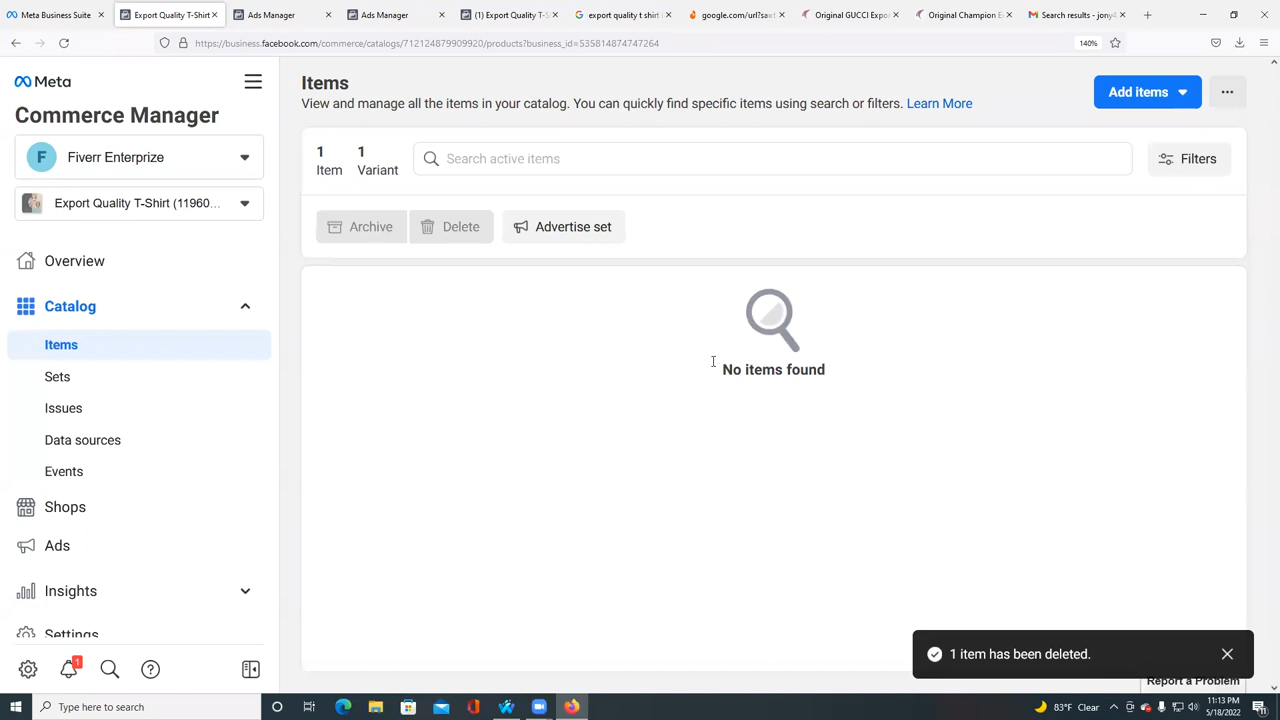 Meta Business Suite
Export Quality T-Shirt
Ads Manager
Ads Manager
(1) Export Quality T-S
export quality t shirt
google.com/url?sa=t
Original GUCCI Expo
Original Champion E
Search results - jony4
https://business.facebook.com/commerce/catalogs/712124879909920/products?business_id=535814874747264
140%
Meta
Commerce Manager
F
Fiverr Enterprize
Export Quality T-Shirt (11960...
Overview
Catalog
Items
Sets
Issues
Data sources
Events
Shops
Ads
Insights
Settings
1
Items
View and manage all the items in your catalog. You can quickly find specific items using search or filters. Learn More
Add items
1
Item
1
Variant
Search active items
Filters
Archive
Delete
Advertise set
No items found
1 item has been deleted.
Report a Problem
Type here to search
83°F Clear
11:13 PM
5/18/2022